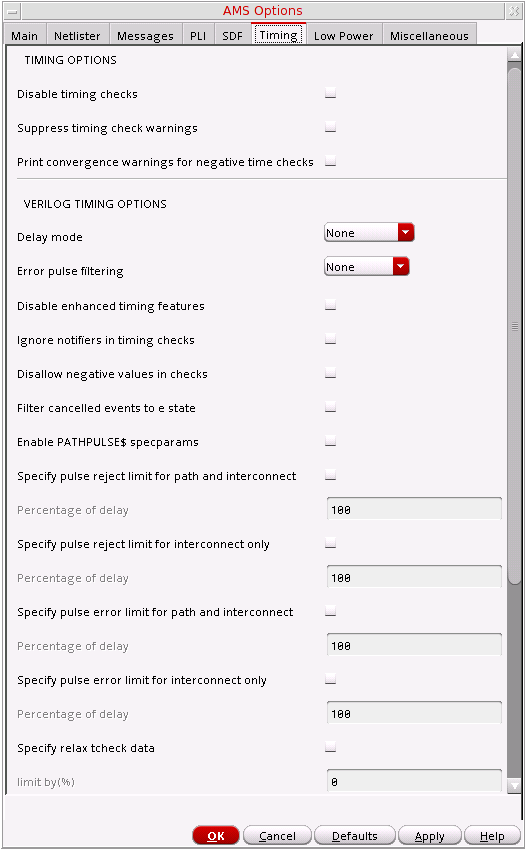 AMS Options
Main Netlister Messages PLI SDF Timing Low Power Miscellaneous
TIMING OPTIONS
Disable timing checks
Suppress timing check warnings
Print convergence warnings for negative time checks
VERILOG TIMING OPTIONS
Delay mode None
Error pulse filtering None
Disable enhanced timing features
Ignore notifiers in timing checks
Disallow negative values in checks
Filter cancelled events to e state
Enable PATHPULSE$ specparams
Specify pulse reject limit for path and interconnect
Percentage of delay 100
Specify pulse reject limit for interconnect only
Percentage of delay 100
Specify pulse error limit for path and interconnect
Percentage of delay 100
Specify pulse error limit for interconnect only
Percentage of delay 100
Specify relax tcheck data
limit by(%) 0
OK Cancel Defaults Apply Help